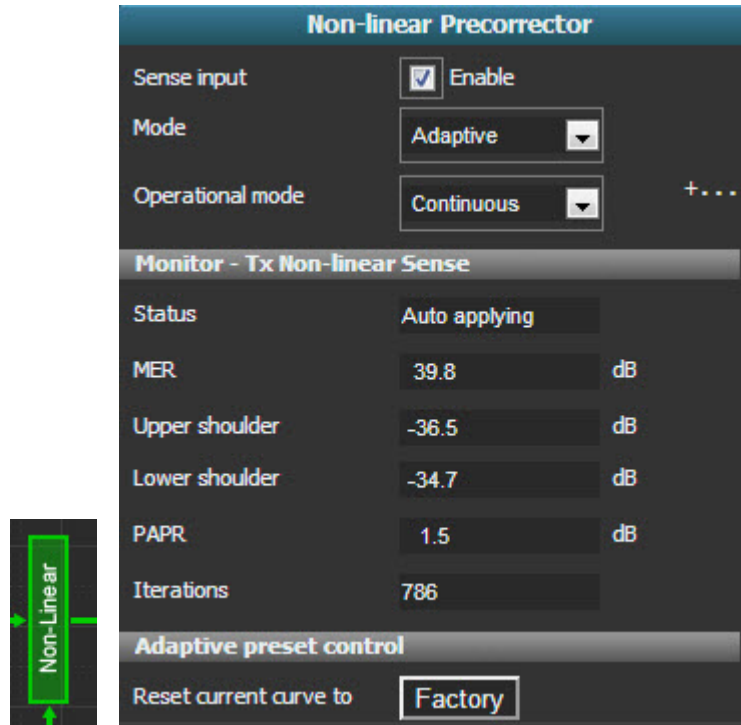 Non-linear Precorrector
Sense input Enable
Mode Adaptive
Operational mode Continuous +...
Monitor - Tx Non-linear Sense
Status Auto applying
MER 39.8 dB
Upper shoulder -36.5 dB
Lower shoulder -34.7 dB
PAPR 1.5 dB
Iterations 786
Adaptive preset control
Reset current curve to Factory
Non-Linear